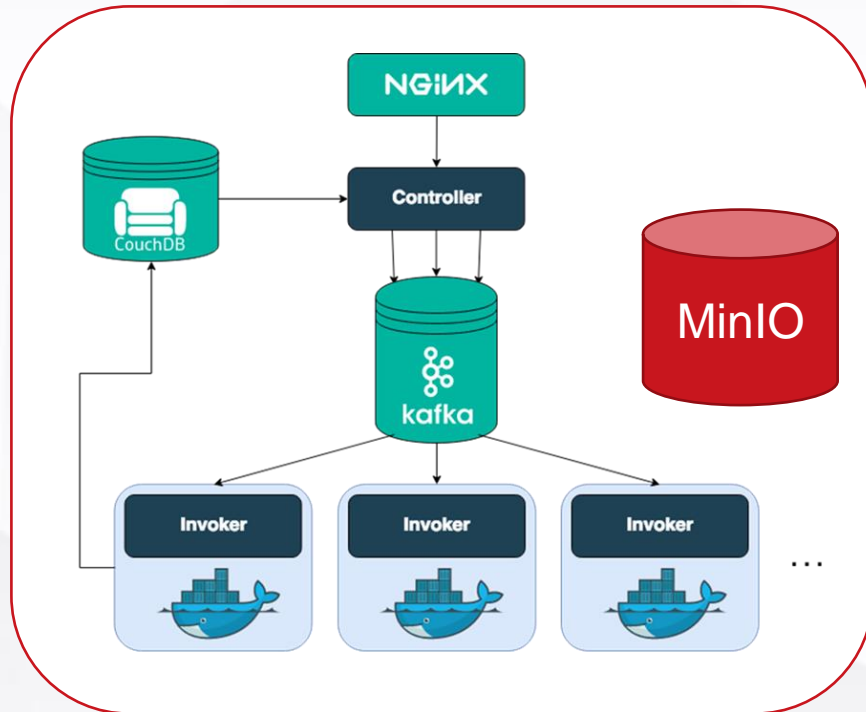 NGINX
Controller
CouchDB
MinIO
kafka
Invoker
Invoker
Invoker
...